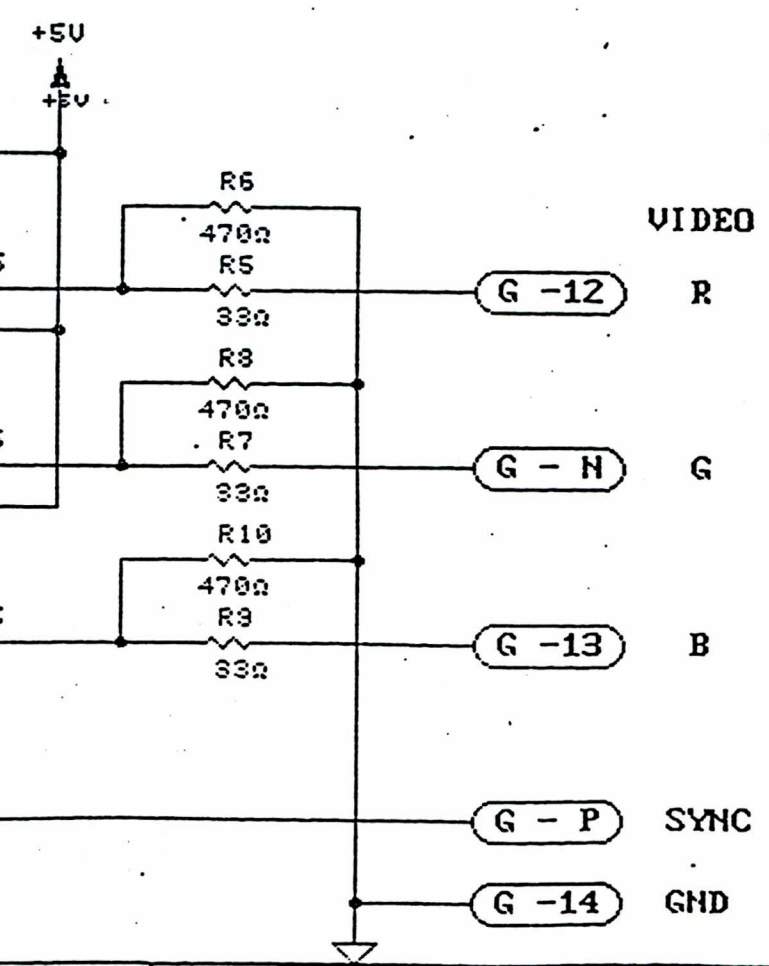 +5V
+5V
R6
470Ω
VIDEO
R5
G -12 R
33Ω
R8
470Ω
R7
G - N G
33Ω
R10
470Ω
R9
G -13 B
33Ω
G - P SYNC
G -14 GND